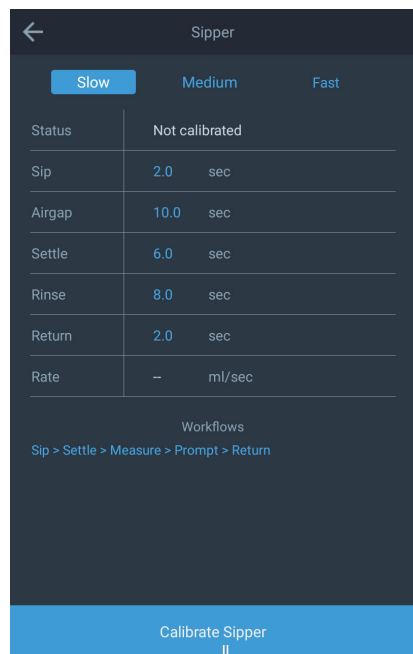 Sipper
Slow Medium Fast
Status Not calibrated
Sip 2.0 sec
Airgap 10.0 sec
Settle 6.0 sec
Rinse 8.0 sec
Return 2.0 sec
Rate -- ml/sec
Workflows
Sip > Settle > Measure > Prompt > Return
Calibrate Sipper